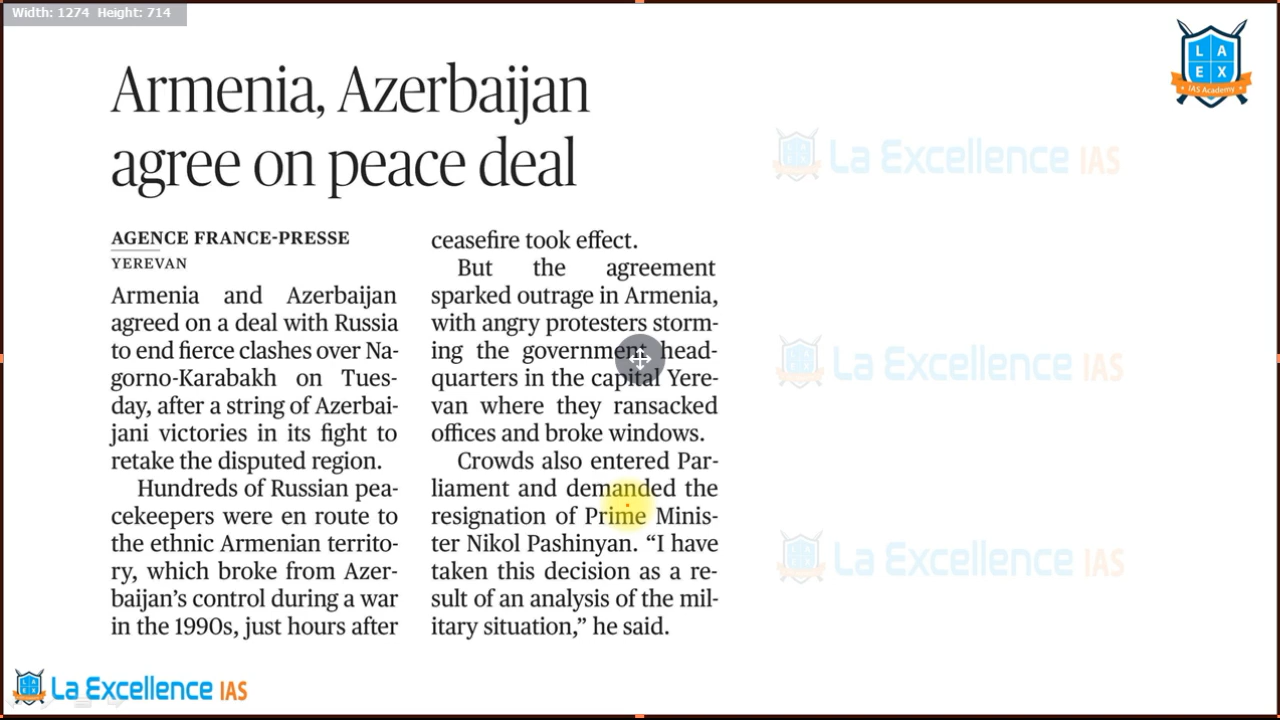 Width: 1274 Height: 714
L A
E X
IAS Academy
Armenia, Azerbaijan
agree on peace deal
AGENCE FRANCE-PRESSE
YEREVAN
Armenia and Azerbaijan
agreed on a deal with Russia
to end fierce clashes over Na-
gorno-Karabakh on Tues-
day, after a string of Azerbai-
jani victories in its fight to
retake the disputed region.
Hundreds of Russian pea-
cekeepers were en route to
the ethnic Armenian territo-
ry, which broke from Azer-
baijan's control during a war
in the 1990s, just hours after
ceasefire took effect.
But the agreement
sparked outrage in Armenia,
with angry protesters storm-
ing the government head-
quarters in the capital Yere-
van where they ransacked
offices and broke windows.
Crowds also entered Par-
liament and demanded the
resignation of Prime Minis-
ter Nikol Pashinyan. “I have
taken this decision as a re-
sult of an analysis of the mil-
itary situation,” he said.
La Excellence IAS
La Excellence IAS
La Excellence IAS
La Excellence IAS